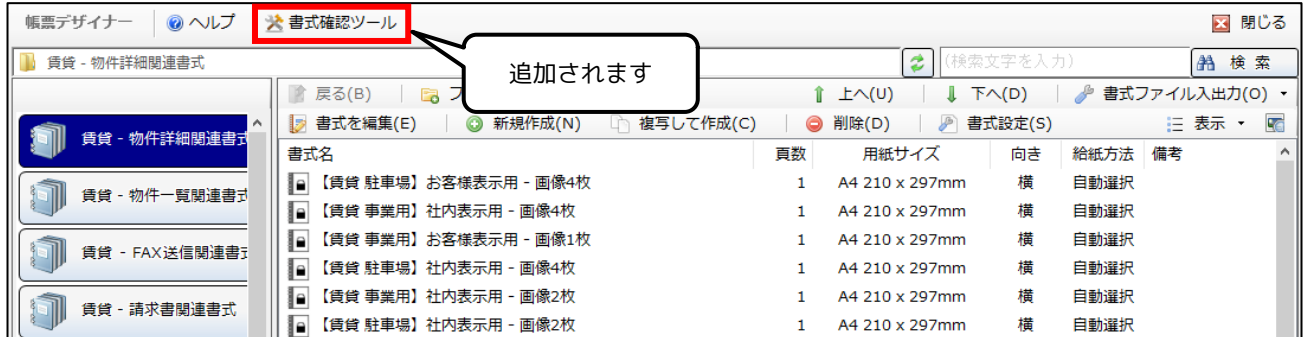 帳票デザイナー ヘルプ 書式確認ツール 閉じる
追加されます
賃貸 - 物件詳細関連書式 (検索文字を入力) 検 索
戻る(B) 上へ(U) 下へ(D) 書式ファイル入出力(O)
書式を編集(E) 新規作成(N) 複写して作成(C) 削除(D) 書式設定(S) 表示
賃貸 - 物件詳細関連書式
賃貸 - 物件一覧関連書式
賃貸 - FAX送信関連書式
賃貸 - 請求書関連書式
書式名 頁数 用紙サイズ 向き 給紙方法 備考
【賃貸 駐車場】お客様表示用 - 画像4枚 1 A4 210 x 297mm 横 自動選択
【賃貸 事業用】社内表示用 - 画像4枚 1 A4 210 x 297mm 横 自動選択
【賃貸 事業用】お客様表示用 - 画像1枚 1 A4 210 x 297mm 横 自動選択
【賃貸 駐車場】社内表示用 - 画像4枚 1 A4 210 x 297mm 横 自動選択
【賃貸 事業用】社内表示用 - 画像2枚 1 A4 210 x 297mm 横 自動選択
【賃貸 駐車場】社内表示用 - 画像2枚 1 A4 210 x 297mm 横 自動選択